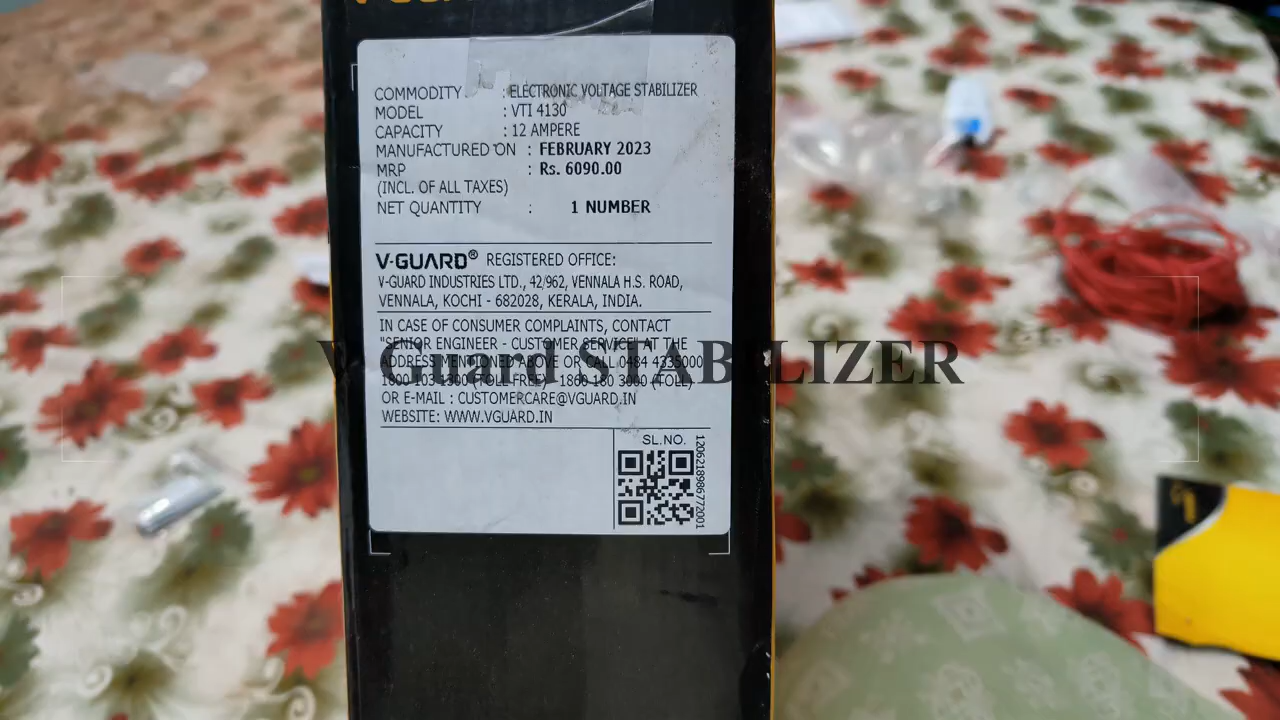 COMMODITY : ELECTRONIC VOLTAGE STABILIZER
MODEL : VTI 4130
CAPACITY : 12 AMPERE
MANUFACTURED ON : FEBRUARY 2023
MRP : Rs. 6090.00
(INCL. OF ALL TAXES)
NET QUANTITY : 1 NUMBER
V-GUARD® REGISTERED OFFICE:
V-GUARD INDUSTRIES LTD., 42/962, VENNALA H.S. ROAD,
VENNALA, KOCHI - 682028, KERALA, INDIA.
IN CASE OF CONSUMER COMPLAINTS, CONTACT
"SENIOR ENGINEER - CUSTOMER SERVICE" AT THE
ADDRESS MENTIONED ABOVE OR CALL 0484 4335000
V Guard STABILIZER
(TOLL FREE) 1860 180 3000 (TOLL)
OR E-MAIL : CUSTOMERCARE@VGUARD.IN
WEBSITE: WWW.VGUARD.IN
SL.NO.